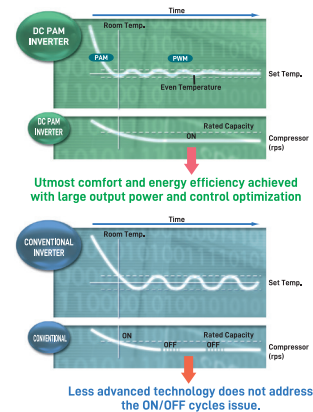 Time
Room Temp.
DC PAM
INVERTER
PAM
PWM
Set Temp.
Even Temperature
DC PAM
INVERTER
Rated Capacity
ON
Compressor
(rps)
Utmost comfort and energy efficiency achieved
with large output power and control optimization
Time
Room Temp.
CONVENTIONAL
INVERTER
Set Temp.
CONVENTIONAL
ON
Rated Capacity
OFF
OFF
Compressor
(rps)
Less advanced technology does not address
the ON/OFF cycles issue.